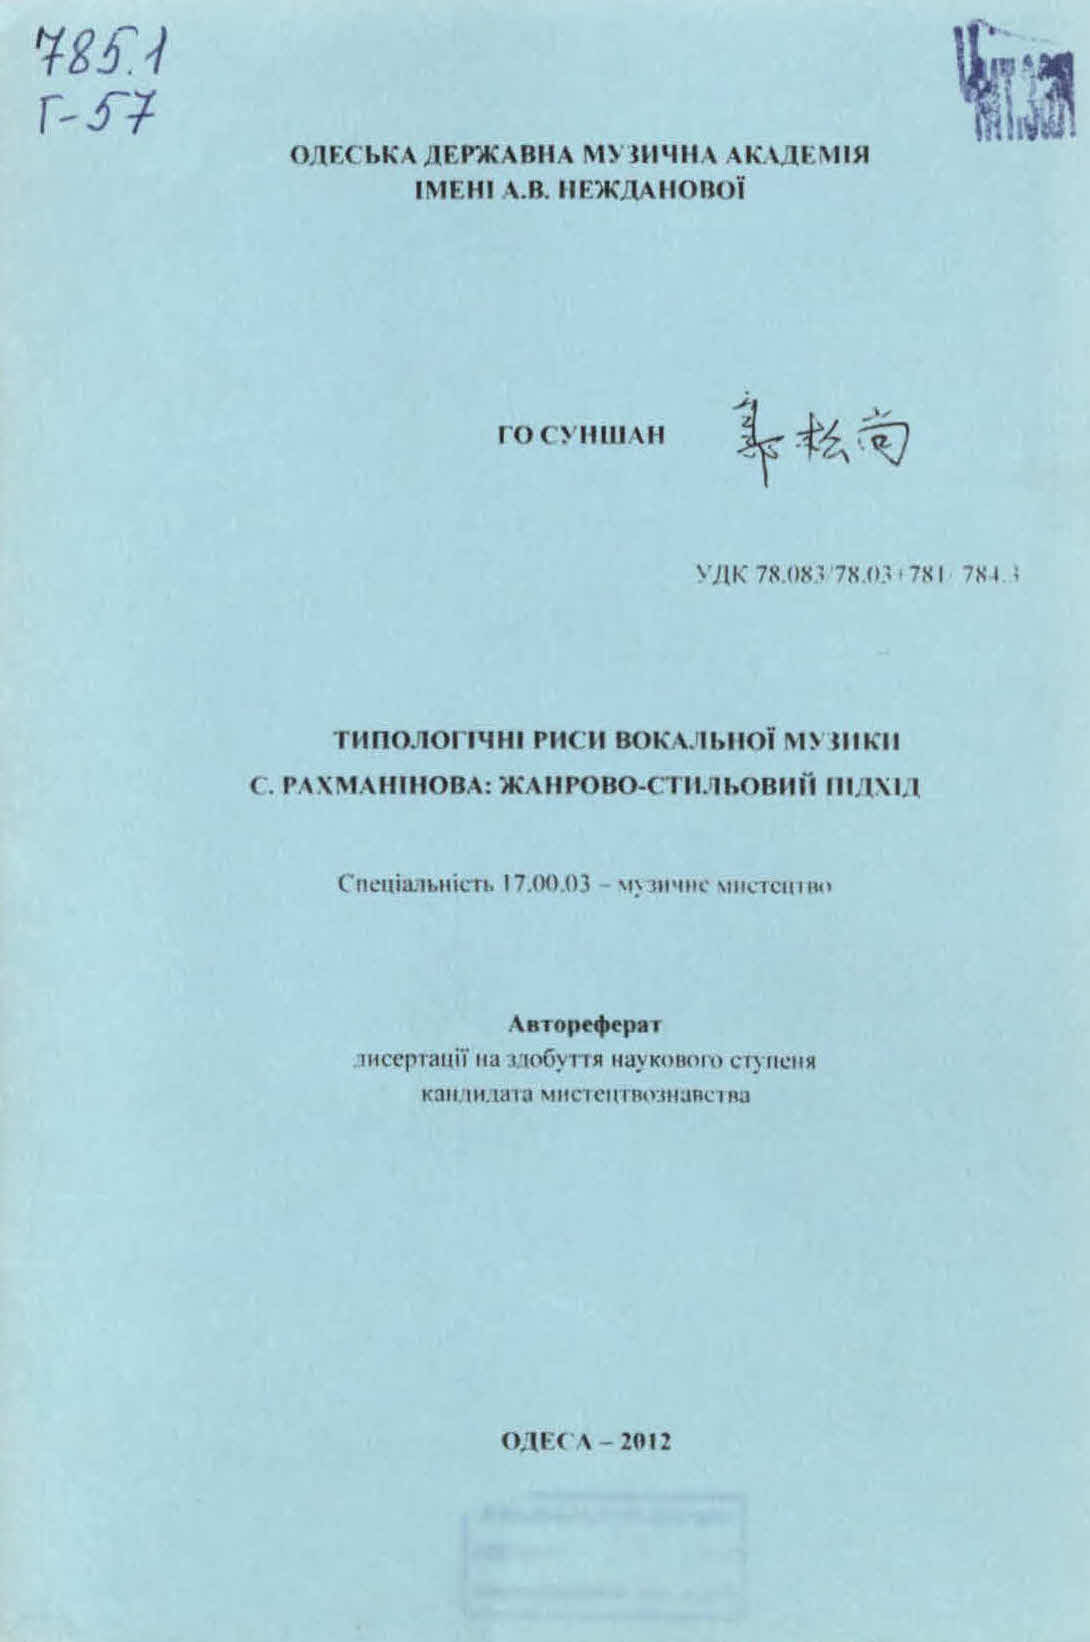 785.1
Г-57
ОДЕСЬКА ДЕРЖАВНА МУЗИЧНА АКАДЕМІЯ
ІМЕНІ А.В. НЕЖДАНОВОЇ
ГО СУНШАН 郭松尚
УДК 78.083/78.03+781/784.3
ТИПОЛОГІЧНІ РИСИ ВОКАЛЬНОЇ МУЗИКИ
С. РАХМАНІНОВА: ЖАНРОВО-СТИЛЬОВИЙ ПІДХІД
Спеціальність 17.00.03 – музичне мистецтво
Автореферат
дисертації на здобуття наукового ступеня
кандидата мистецтвознавства
ОДЕСА – 2012